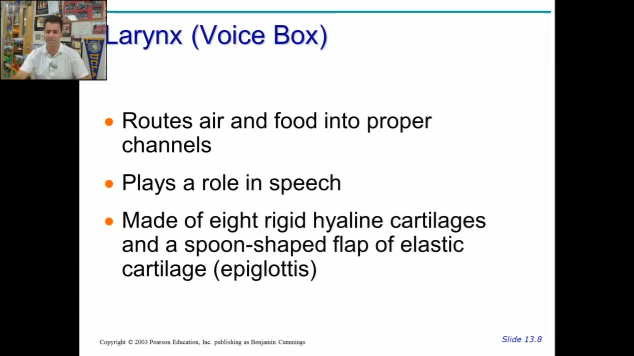 Larynx (Voice Box)
• Routes air and food into proper
channels
• Plays a role in speech
• Made of eight rigid hyaline cartilages
and a spoon-shaped flap of elastic
cartilage (epiglottis)
Copyright © 2003 Pearson Education, Inc. publishing as Benjamin Cummings
Slide 13.8